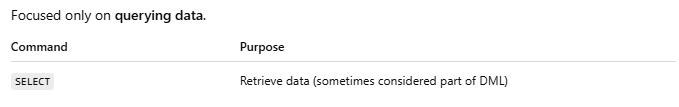 Focused only on querying data.
Command Purpose
SELECT Retrieve data (sometimes considered part of DML)